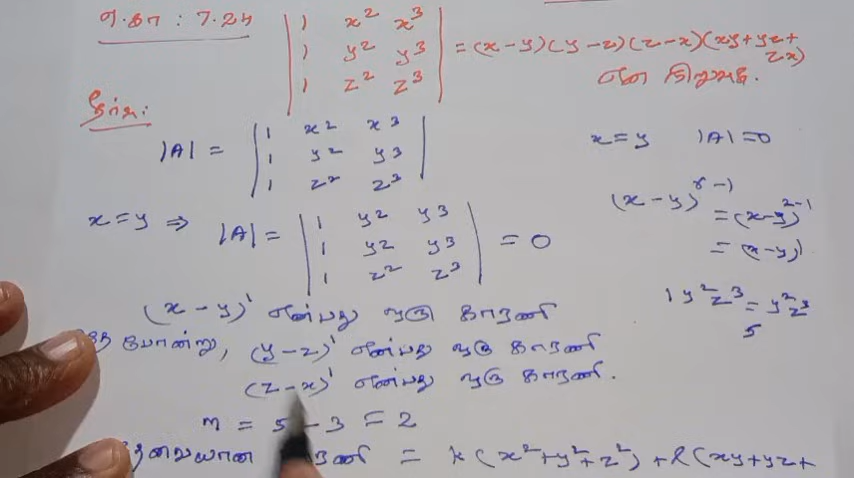 எ.கா : 7.24 | 1 x² x³ |
| 1 y² y³ | = (x-y)(y-z)(z-x)(xy+yz+
| 1 z² z³ | zx)
என நிறுவுக.
தீர்வு:
|A| = | 1 x² x³ |
| 1 y² y³ |
| 1 z² z³ |
x=y |A|=0
x=y ⇒ |A| = | 1 y² y³ |
| 1 y² y³ | = 0
| 1 z² z³ |
(x-y)^(r-1)
= (x-y)^(2-1)
= (x-y)¹
1 y² z³ = y² z³
5
(x-y)¹ என்பது ஒரு காரணி
போன்று, (y-z)¹ என்பது ஒரு காரணி
(z-x)¹ என்பது ஒரு காரணி.
m = 5 - 3 = 2
= k(x²+y²+z²) + l(xy+yz+